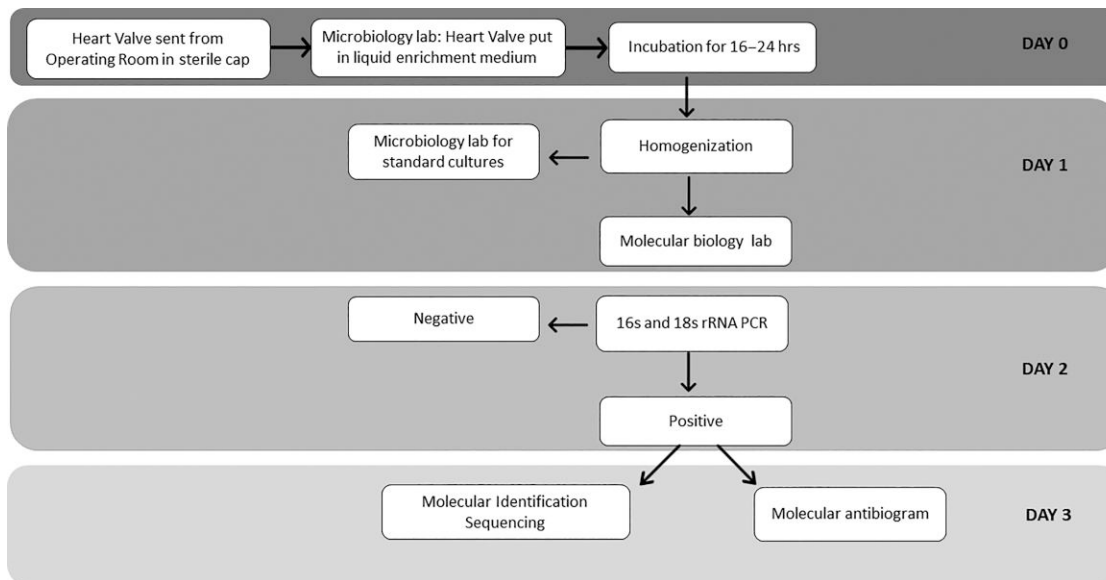 Heart Valve sent from
Operating Room in sterile cap
Microbiology lab: Heart Valve put
in liquid enrichment medium
Incubation for 16–24 hrs
DAY 0
Microbiology lab for
standard cultures
Homogenization
DAY 1
Molecular biology lab
Negative
16s and 18s rRNA PCR
DAY 2
Positive
Molecular Identification
Sequencing
Molecular antibiogram
DAY 3